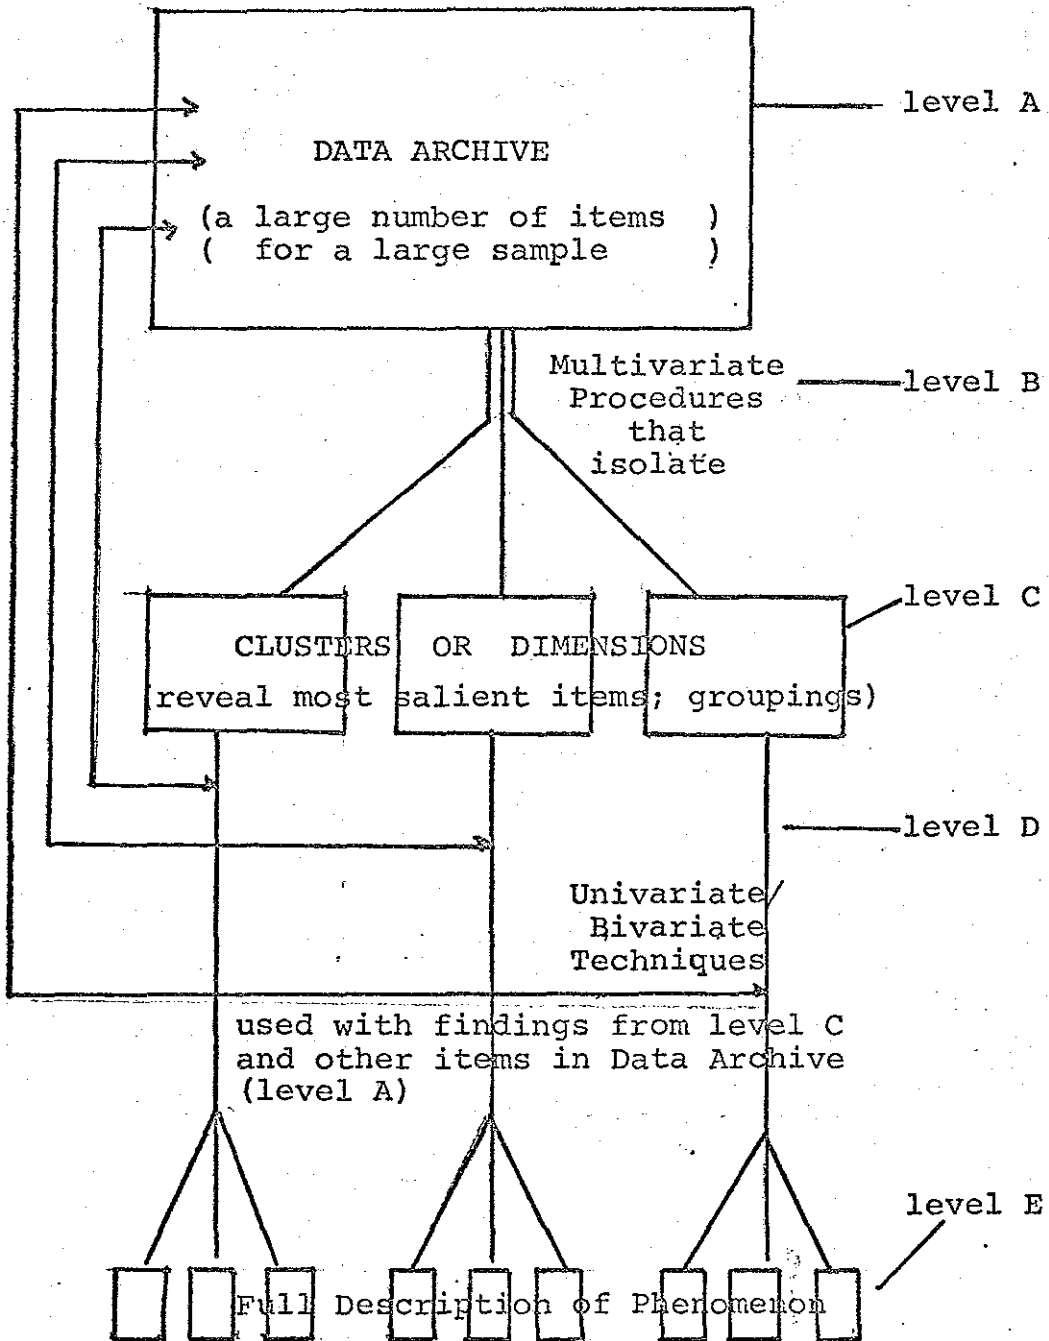 level A
DATA ARCHIVE
(a large number of items )
( for a large sample )
Multivariate
Procedures
that
isolate
level B
level C
CLUSTERS OR DIMENSIONS
(reveal most salient items; groupings)
level D
Univariate
Bivariate
Techniques
used with findings from level C
and other items in Data Archive
(level A)
level E
Full Description of Phenomenon